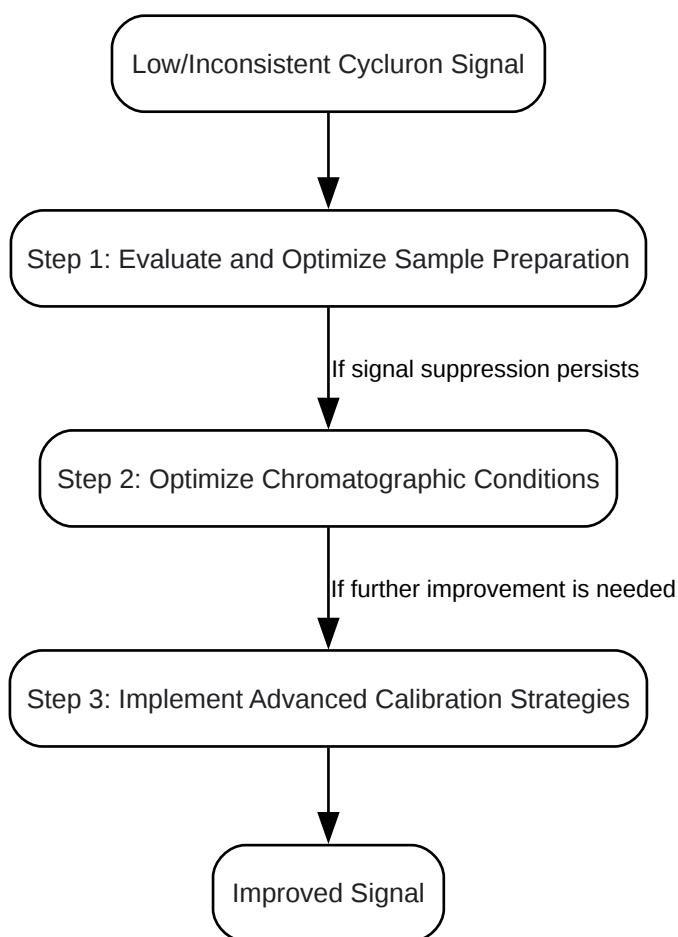 Low/Inconsistent Cycluron Signal
Step 1: Evaluate and Optimize Sample Preparation
If signal suppression persists
Step 2: Optimize Chromatographic Conditions
If further improvement is needed
Step 3: Implement Advanced Calibration Strategies
Improved Signal